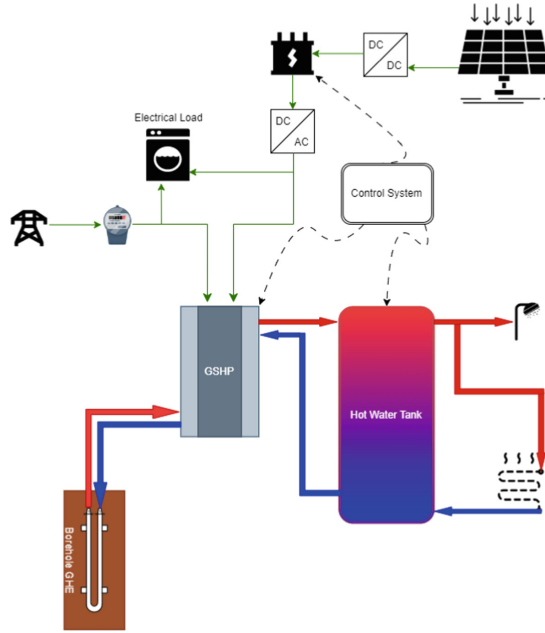 DC
DC
Electrical Load
DC
AC
Control System
GSHP
Hot Water Tank
Borehole GHE